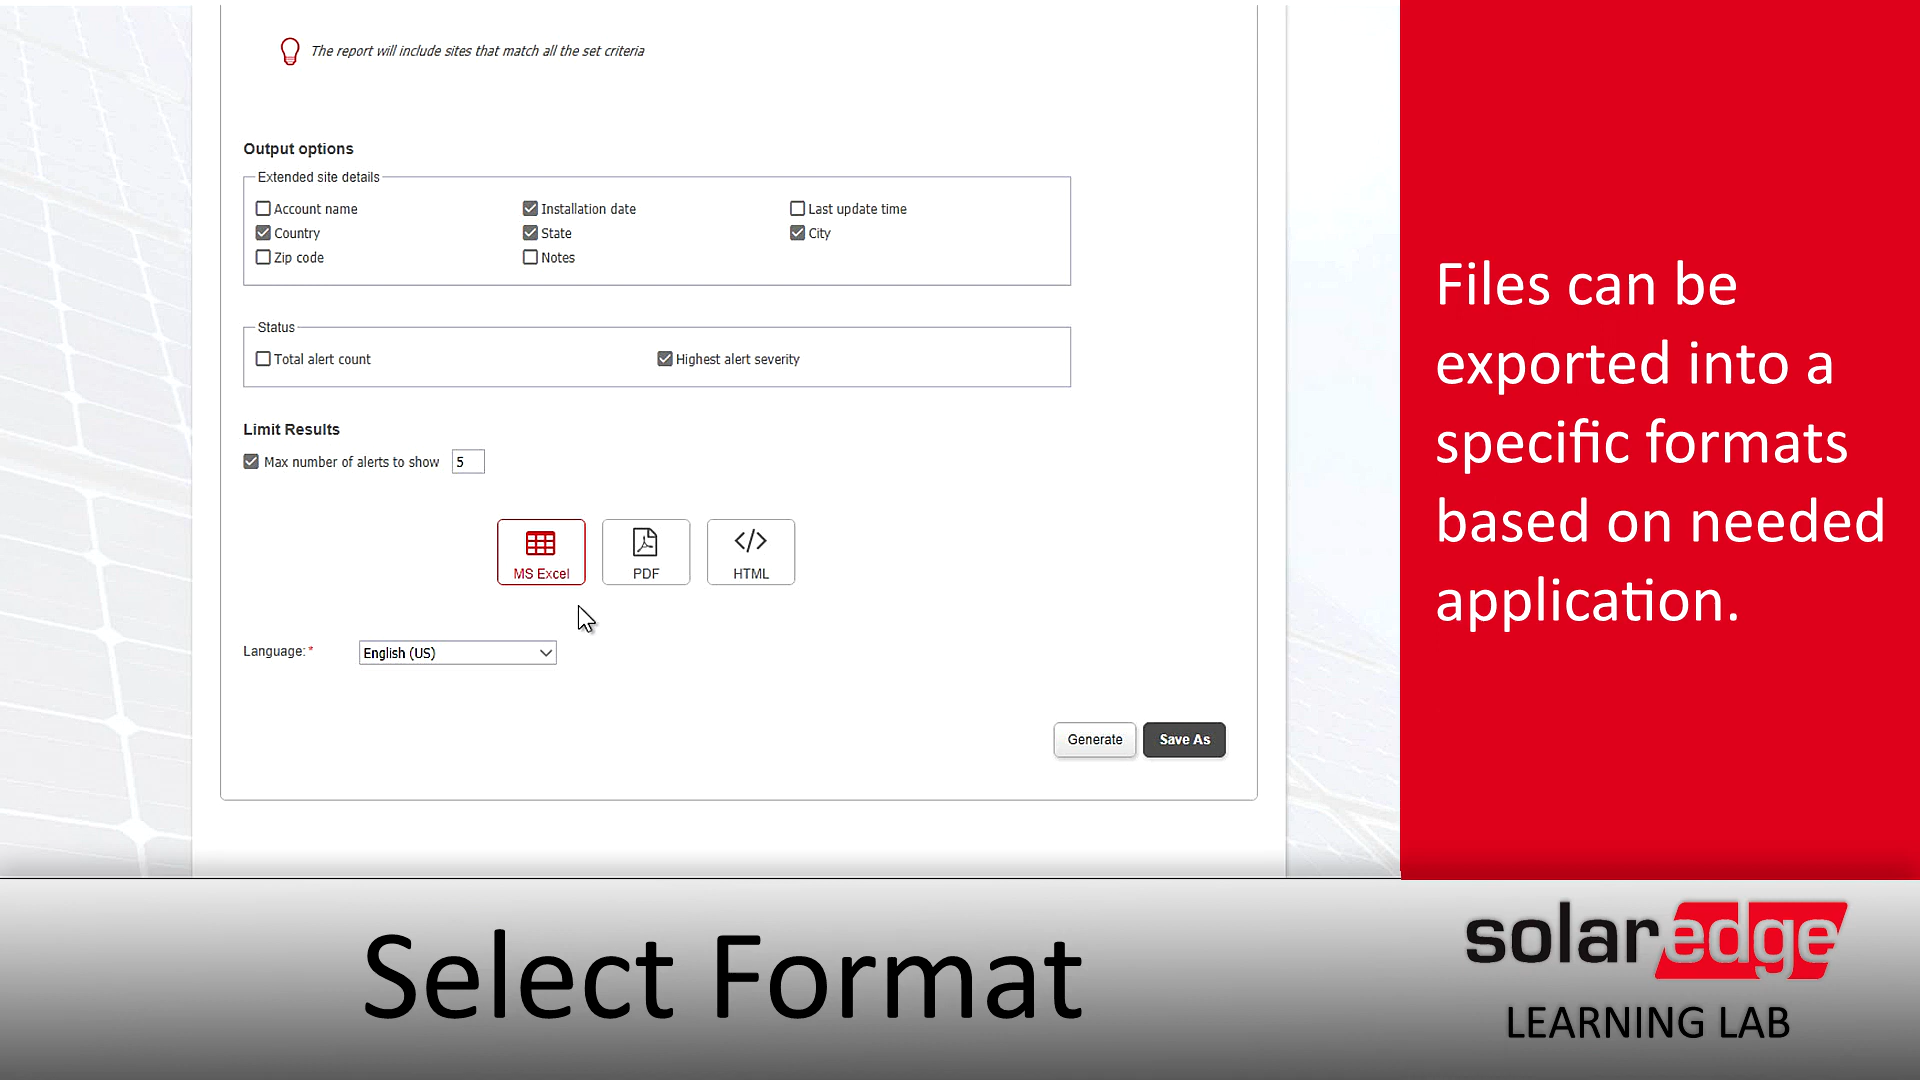 The report will include sites that match all the set criteria
Output options
Extended site details
Account name
Installation date
Last update time
Country
State
City
Zip code
Notes
Status
Total alert count
Highest alert severity
Limit Results
Max number of alerts to show 5
MS Excel
PDF
</>
HTML
Language:* English (US)
Generate
Save As
Files can be
exported into a
specific formats
based on needed
application.
Select Format
solaredge
LEARNING LAB